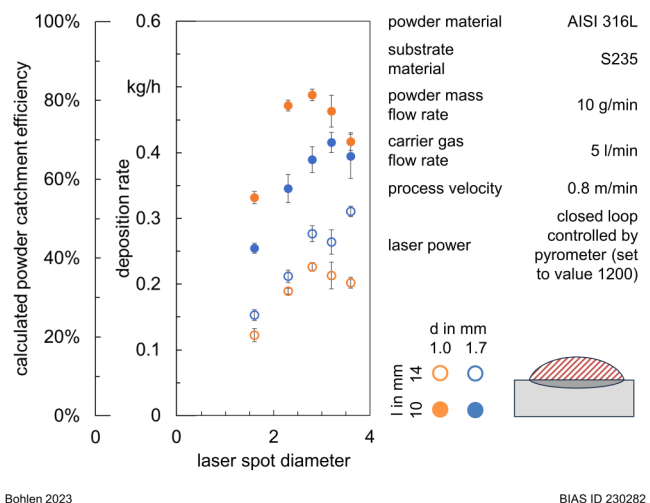 calculated powder catchment efficiency
100%
80%
60%
40%
20%
0%
0
deposition rate
0.6
kg/h
0.4
0.3
0.2
0.1
0
0
2
4
laser spot diameter
powder material AISI 316L
substrate
material
S235
powder mass
flow rate
10 g/min
carrier gas
flow rate
5 l/min
process velocity 0.8 m/min
laser power
closed loop
controlled by
pyrometer (set
to value 1200)
d in mm
1.0 1.7
l in mm
14
10
Bohlen 2023
BIAS ID 230282